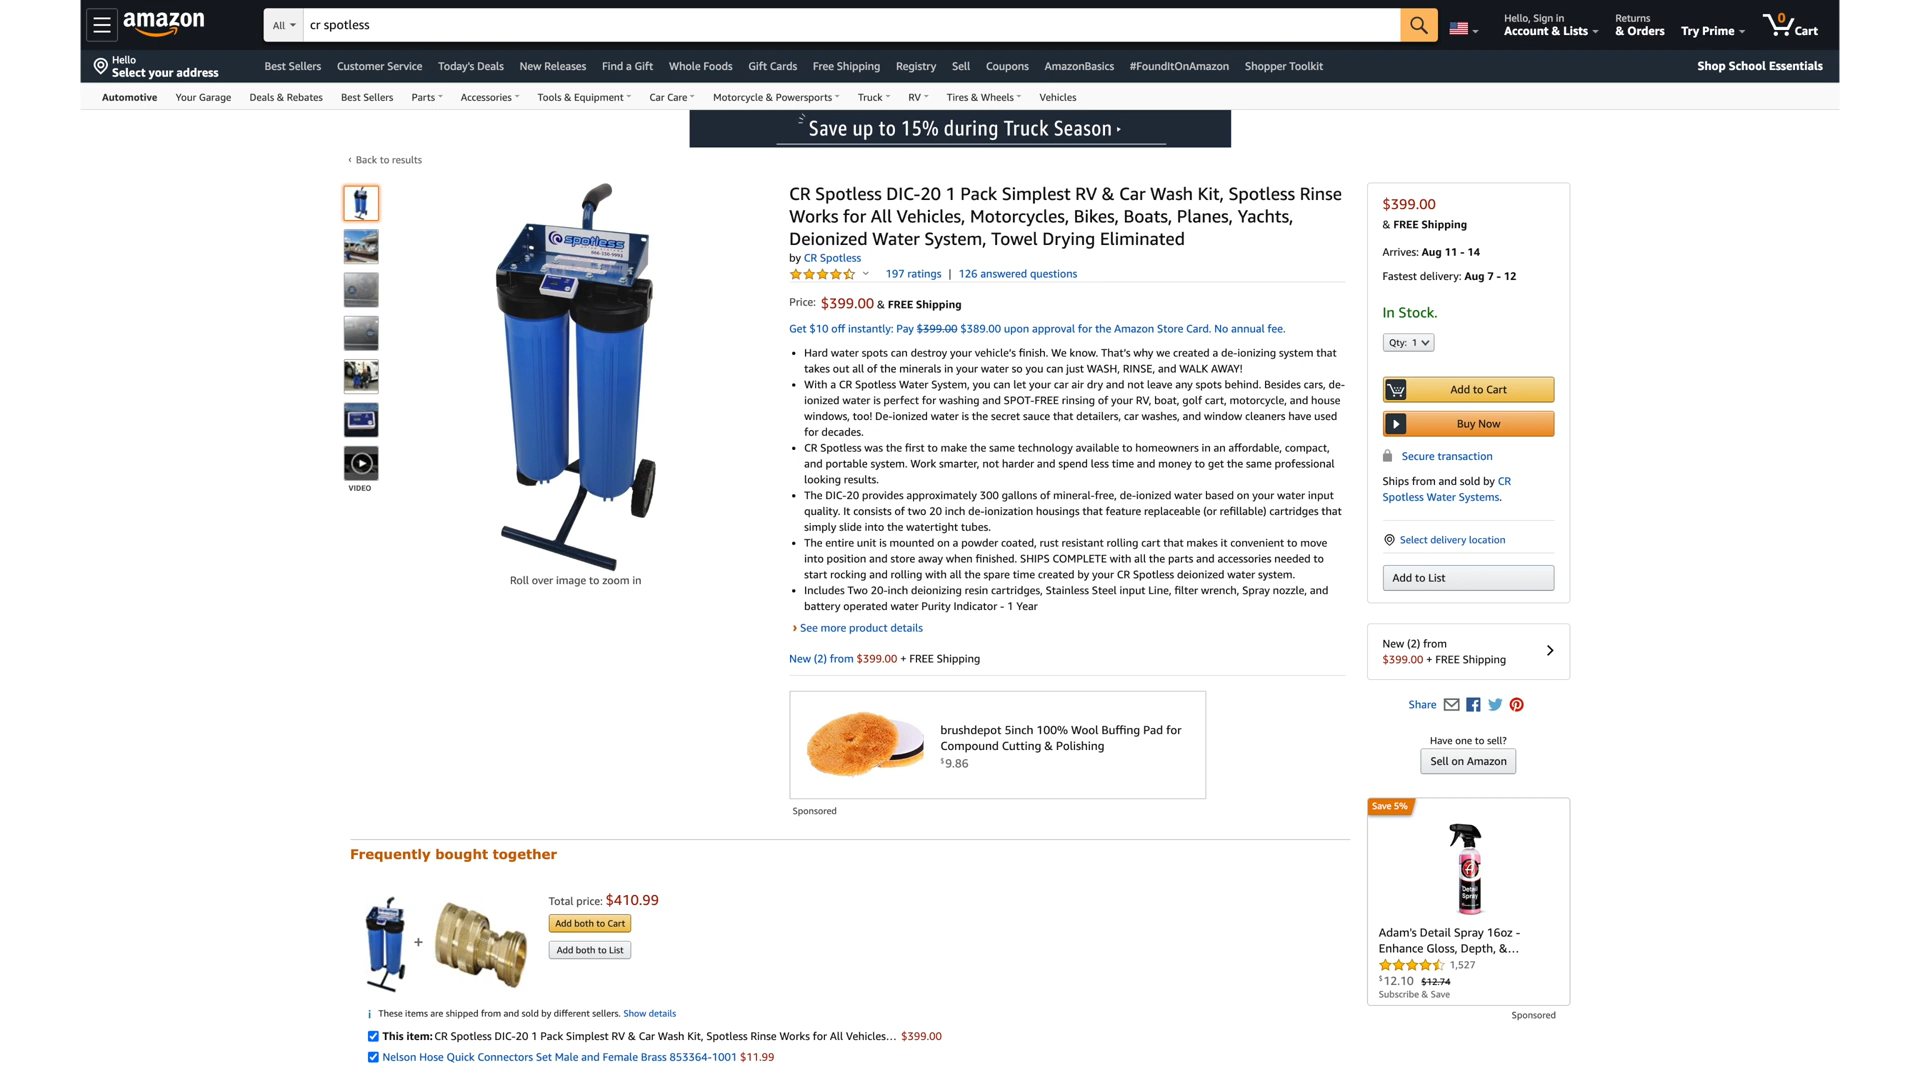 amazon
All
cr spotless
Hello, Sign in
Account & Lists
Returns
& Orders
Try Prime
0
Cart
Hello
Select your address
Best Sellers
Customer Service
Today's Deals
New Releases
Find a Gift
Whole Foods
Gift Cards
Free Shipping
Registry
Sell
Coupons
AmazonBasics
#FoundItOnAmazon
Shopper Toolkit
Shop School Essentials
Automotive
Your Garage
Deals & Rebates
Best Sellers
Parts
Accessories
Tools & Equipment
Car Care
Motorcycle & Powersports
Truck
RV
Tires & Wheels
Vehicles
Save up to 15% during Truck Season
‹ Back to results
spotless
VIDEO
Roll over image to zoom in
CR Spotless DIC-20 1 Pack Simplest RV & Car Wash Kit, Spotless Rinse
Works for All Vehicles, Motorcycles, Bikes, Boats, Planes, Yachts,
Deionized Water System, Towel Drying Eliminated
by CR Spotless
197 ratings | 126 answered questions
Price: $399.00 & FREE Shipping
Get $10 off instantly: Pay $399.00 $389.00 upon approval for the Amazon Store Card. No annual fee.
• Hard water spots can destroy your vehicle's finish. We know. That's why we created a de-ionizing system that
takes out all of the minerals in your water so you can just WASH, RINSE, and WALK AWAY!
• With a CR Spotless Water System, you can let your car air dry and not leave any spots behind. Besides cars, de-
ionized water is perfect for washing and SPOT-FREE rinsing of your RV, boat, golf cart, motorcycle, and house
windows, too! De-ionized water is the secret sauce that detailers, car washes, and window cleaners have used
for decades.
• CR Spotless was the first to make the same technology available to homeowners in an affordable, compact,
and portable system. Work smarter, not harder and spend less time and money to get the same professional
looking results.
• The DIC-20 provides approximately 300 gallons of mineral-free, de-ionized water based on your water input
quality. It consists of two 20 inch de-ionization housings that feature replaceable (or refillable) cartridges that
simply slide into the watertight tubes.
• The entire unit is mounted on a powder coated, rust resistant rolling cart that makes it convenient to move
into position and store away when finished. SHIPS COMPLETE with all the parts and accessories needed to
start rocking and rolling with all the spare time created by your CR Spotless deionized water system.
• Includes Two 20-inch deionizing resin cartridges, Stainless Steel input Line, filter wrench, Spray nozzle, and
battery operated water Purity Indicator - 1 Year
› See more product details
New (2) from $399.00 + FREE Shipping
brushdepot 5inch 100% Wool Buffing Pad for
Compound Cutting & Polishing
$9.86
Sponsored
$399.00
& FREE Shipping
Arrives: Aug 11 - 14
Fastest delivery: Aug 7 - 12
In Stock.
Qty: 1
Add to Cart
Buy Now
Secure transaction
Ships from and sold by CR
Spotless Water Systems.
Select delivery location
Add to List
New (2) from
$399.00 + FREE Shipping
Share
Have one to sell?
Sell on Amazon
Save 5%
Detail
Spray
Adam's Detail Spray 16oz -
Enhance Gloss, Depth, &...
1,527
$12.10 $12.74
Subscribe & Save
Sponsored
Frequently bought together
+
Total price: $410.99
Add both to Cart
Add both to List
i These items are shipped from and sold by different sellers. Show details
This item: CR Spotless DIC-20 1 Pack Simplest RV & Car Wash Kit, Spotless Rinse Works for All Vehicles... $399.00
Nelson Hose Quick Connectors Set Male and Female Brass 853364-1001 $11.99